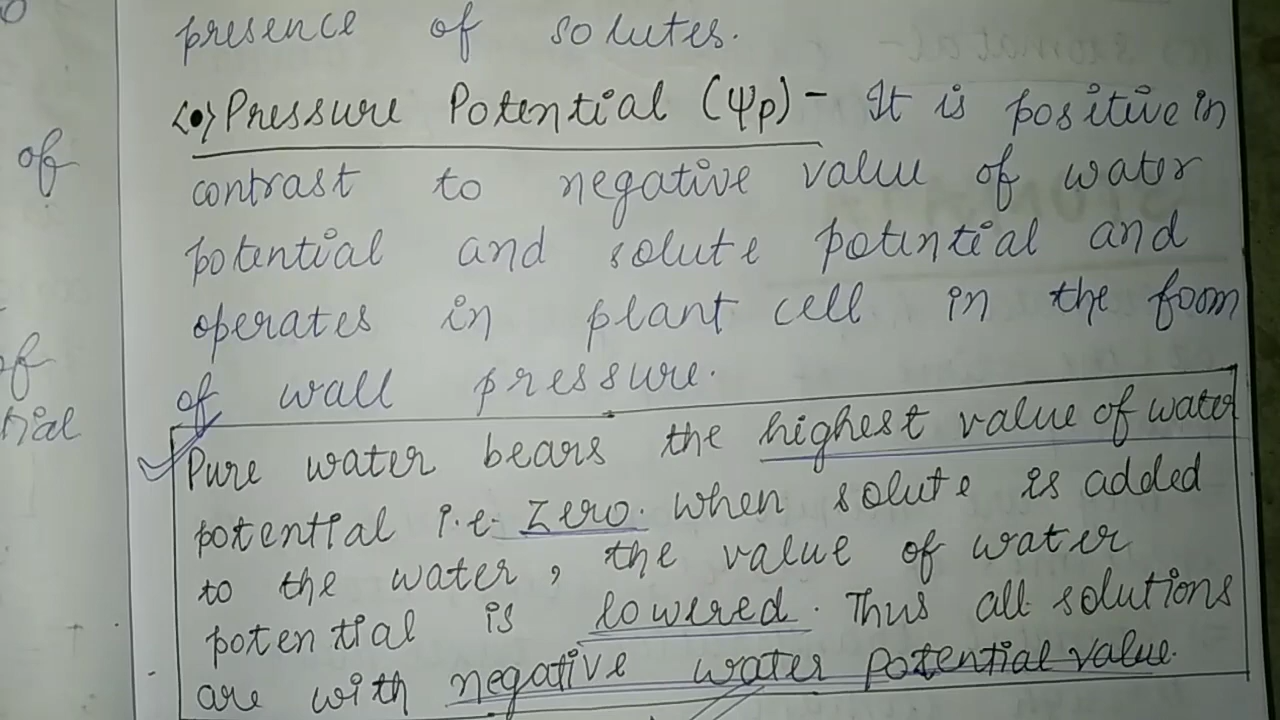 presence of solutes.
<•> Pressure Potential (Ψp) - It is positive in
contrast to negative value of water
potential and solute potential and
operates in plant cell in the form
of wall pressure.
Pure water bears the highest value of water
potential i.e. zero. When solute is added
to the water, the value of water
potential is lowered. Thus all solutions
are with negative water potential value.
of
of
tial